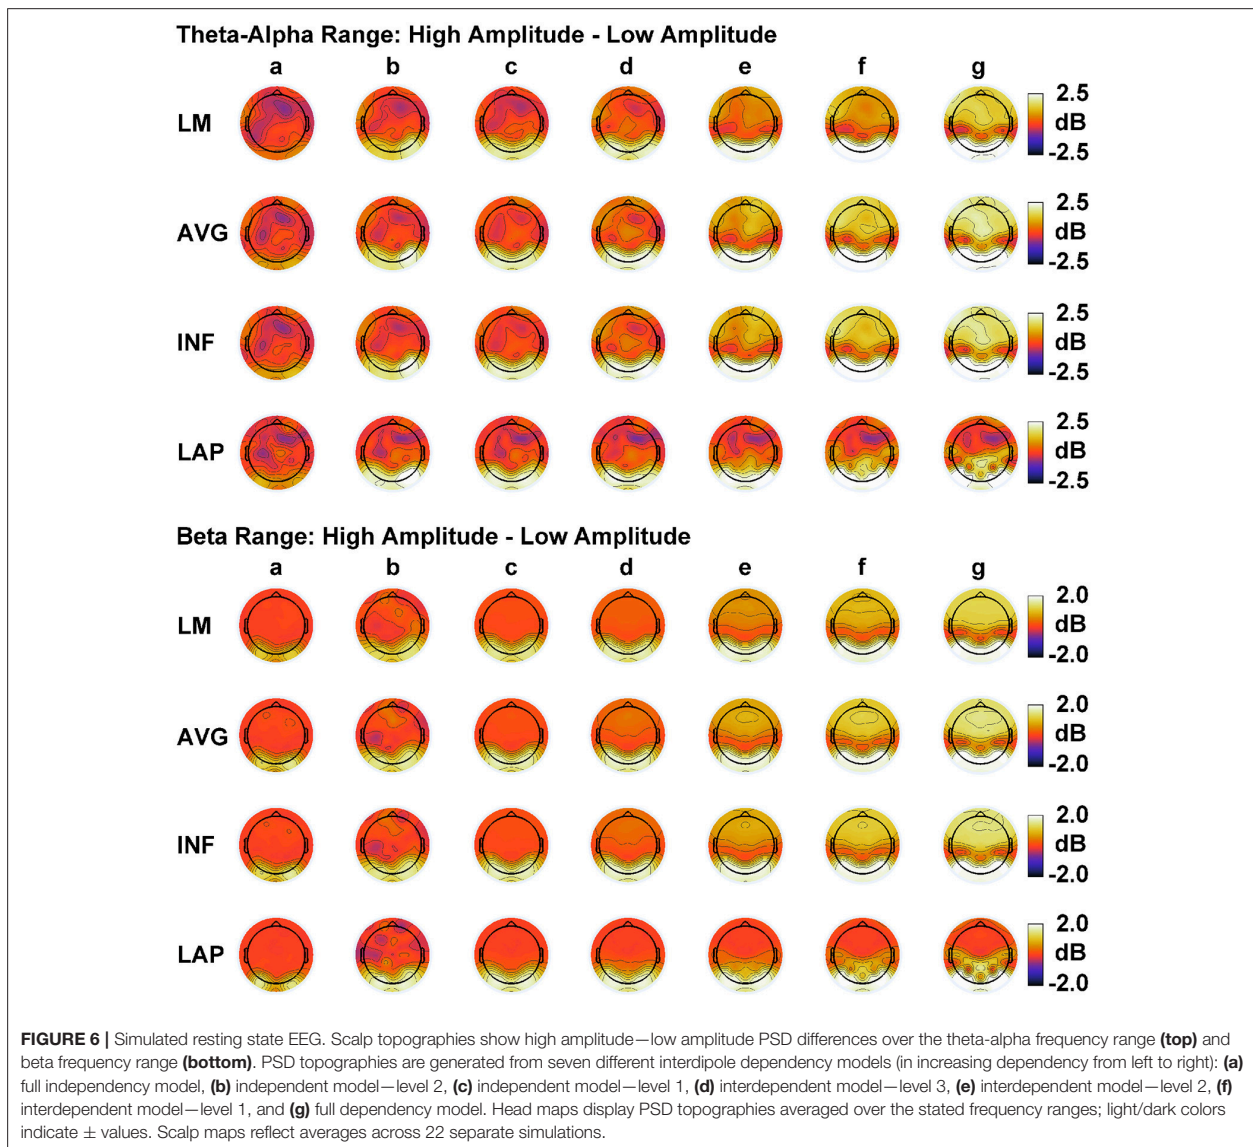 Theta-Alpha Range: High Amplitude - Low Amplitude
a b c d e f g
LM
2.5
dB
-2.5
AVG
2.5
dB
-2.5
INF
2.5
dB
-2.5
LAP
2.5
dB
-2.5
Beta Range: High Amplitude - Low Amplitude
a b c d e f g
LM
2.0
dB
-2.0
AVG
2.0
dB
-2.0
INF
2.0
dB
-2.0
LAP
2.0
dB
-2.0
FIGURE 6 | Simulated resting state EEG. Scalp topographies show high amplitude—low amplitude PSD differences over the theta-alpha frequency range (top) and
beta frequency range (bottom). PSD topographies are generated from seven different interdipole dependency models (in increasing dependency from left to right): (a)
full independency model, (b) independent model—level 2, (c) independent model—level 1, (d) interdependent model—level 3, (e) interdependent model—level 2, (f)
interdependent model—level 1, and (g) full dependency model. Head maps display PSD topographies averaged over the stated frequency ranges; light/dark colors
indicate ± values. Scalp maps reflect averages across 22 separate simulations.